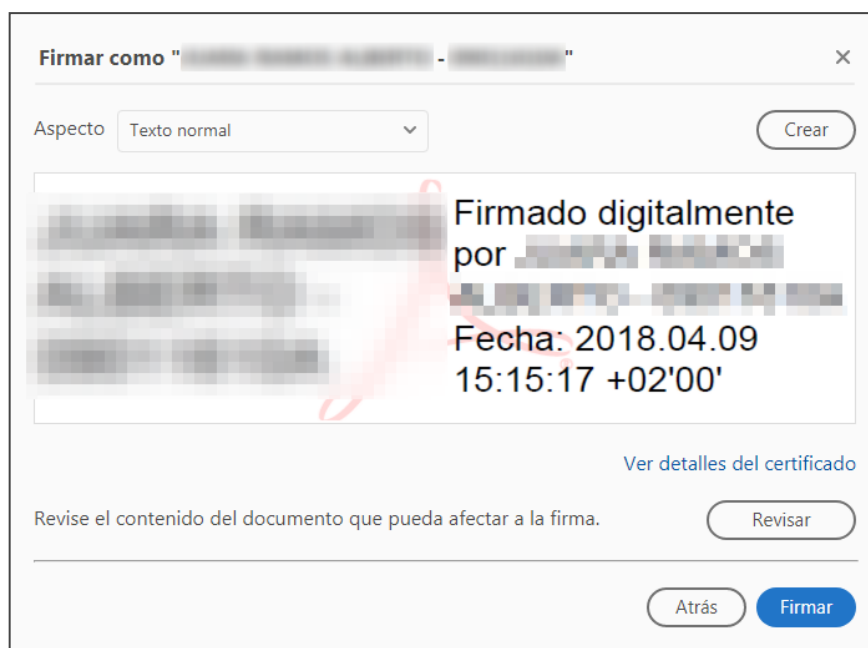 Firmar como " - "
Aspecto Texto normal Crear
Firmado digitalmente
por
Fecha: 2018.04.09
15:15:17 +02'00'
Ver detalles del certificado
Revise el contenido del documento que pueda afectar a la firma. Revisar
Atrás Firmar